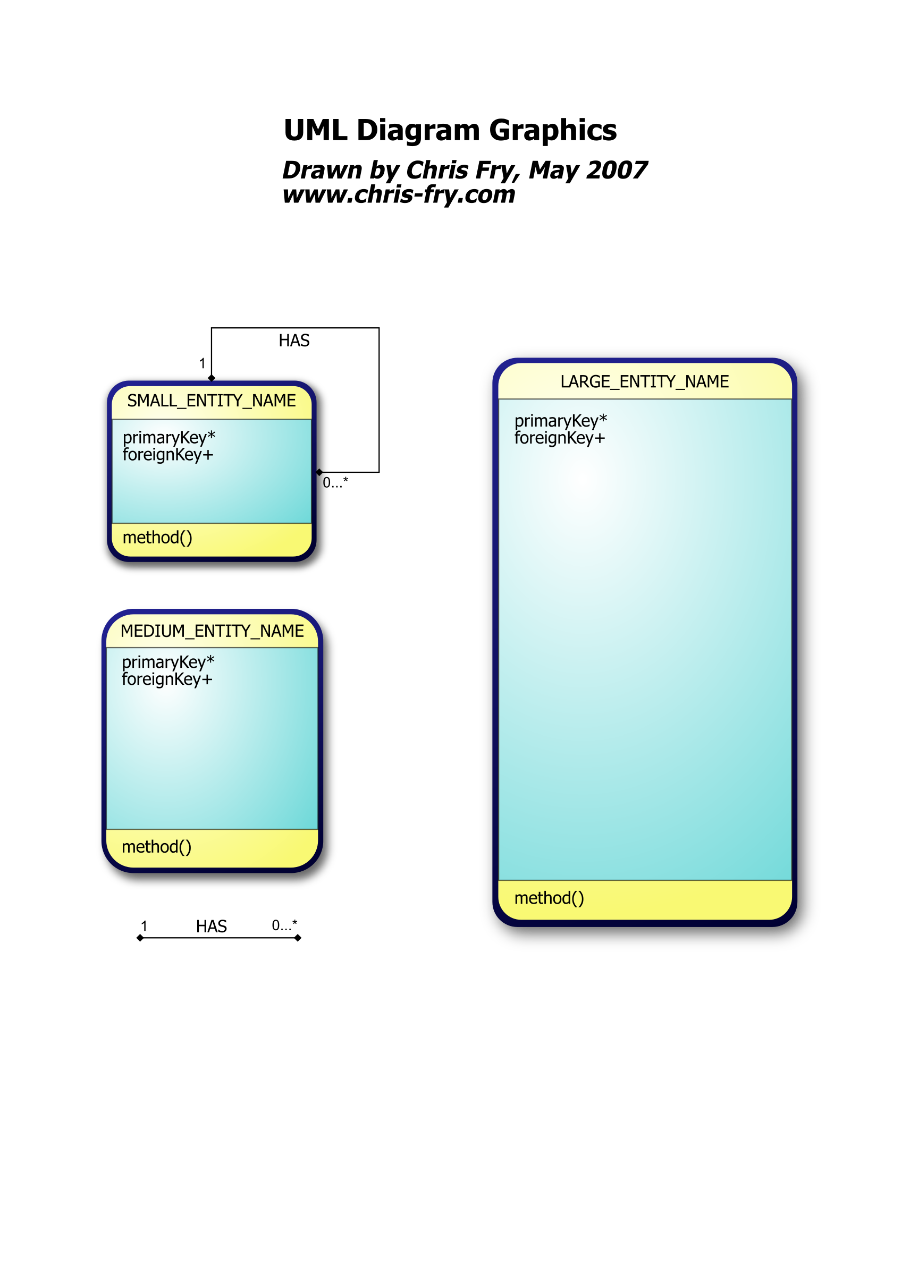 UML Diagram Graphics
Drawn by Chris Fry, May 2007
www.chris-fry.com
HAS
1
SMALL_ENTITY_NAME
primaryKey*
foreignKey+
0...*
method()
MEDIUM_ENTITY_NAME
primaryKey*
foreignKey+
method()
1 HAS 0...*
LARGE_ENTITY_NAME
primaryKey*
foreignKey+
method()